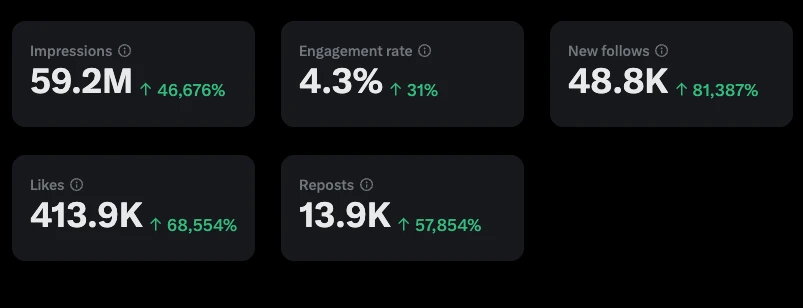 Impressions
59.2M ↑ 46,676%
Engagement rate
4.3% ↑ 31%
New follows
48.8K ↑ 81,387%
Likes
413.9K ↑ 68,554%
Reposts
13.9K ↑ 57,854%